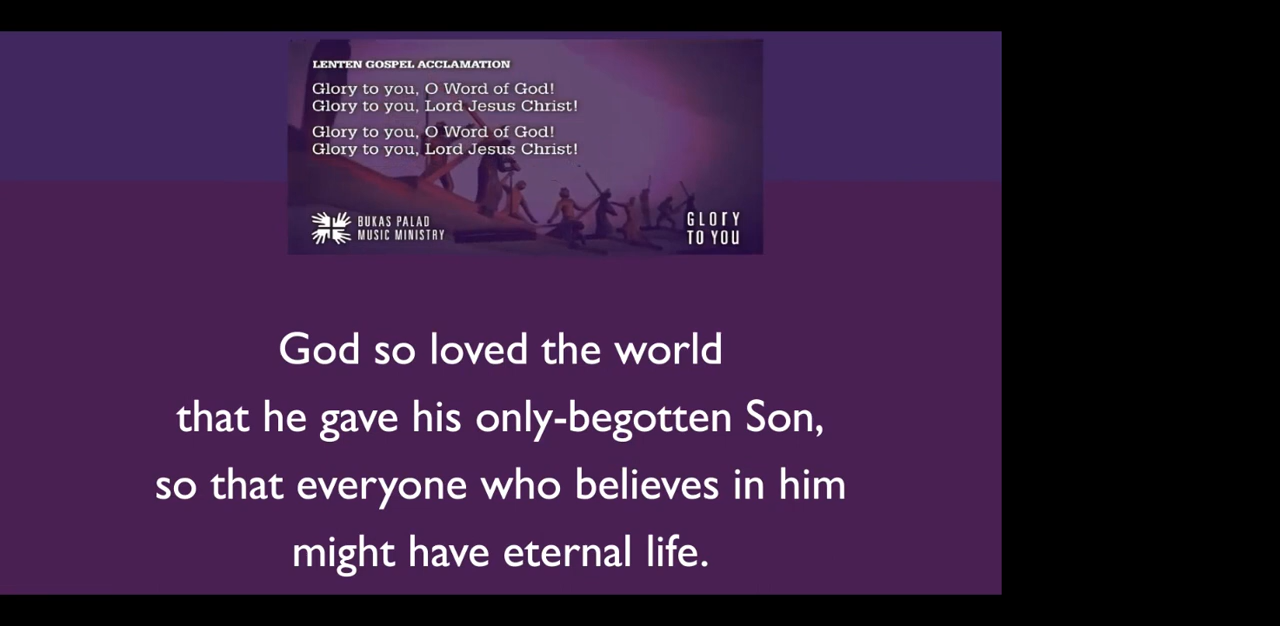 LENTEN GOSPEL ACCLAMATION
Glory to you, O Word of God!
Glory to you, Lord Jesus Christ!
Glory to you, O Word of God!
Glory to you, Lord Jesus Christ!
BUKAS PALAD
MUSIC MINISTRY
GLORY
TO YOU
God so loved the world
that he gave his only-begotten Son,
so that everyone who believes in him
might have eternal life.